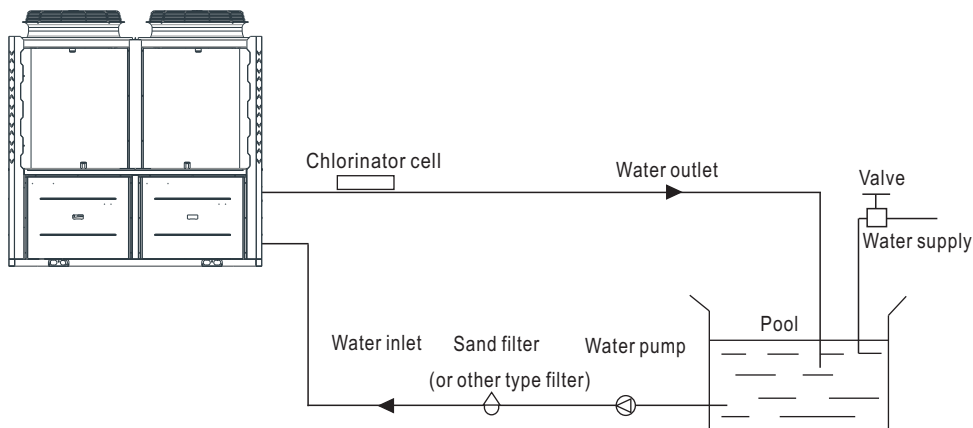 Chlorinator cell
Water outlet
Valve
Water supply
Pool
Water inlet
Sand filter
(or other type filter)
Water pump